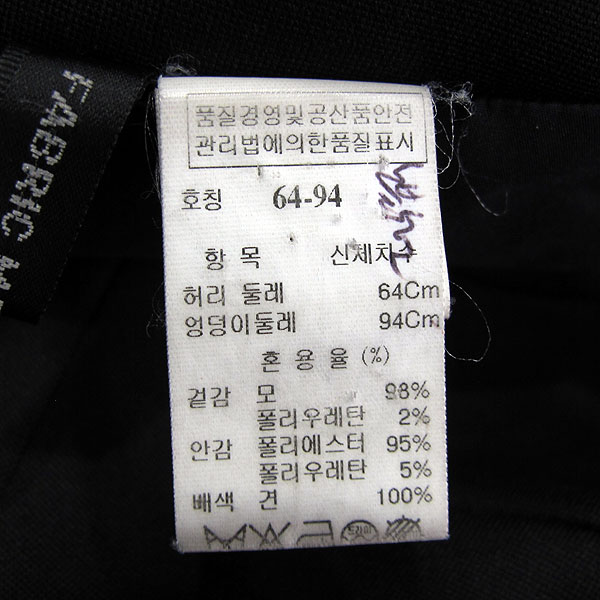 FABRIC
품질경영및공산품안전
관리법에의한품질표시
호칭 64-94
항 목 신체치수
허리 둘레 64Cm
엉덩이둘레 94Cm
혼 용 율 (%)
겉감 모 98%
폴리우레탄 2%
안감 폴리에스터 95%
폴리우레탄 5%
배색 견 100%
드라이